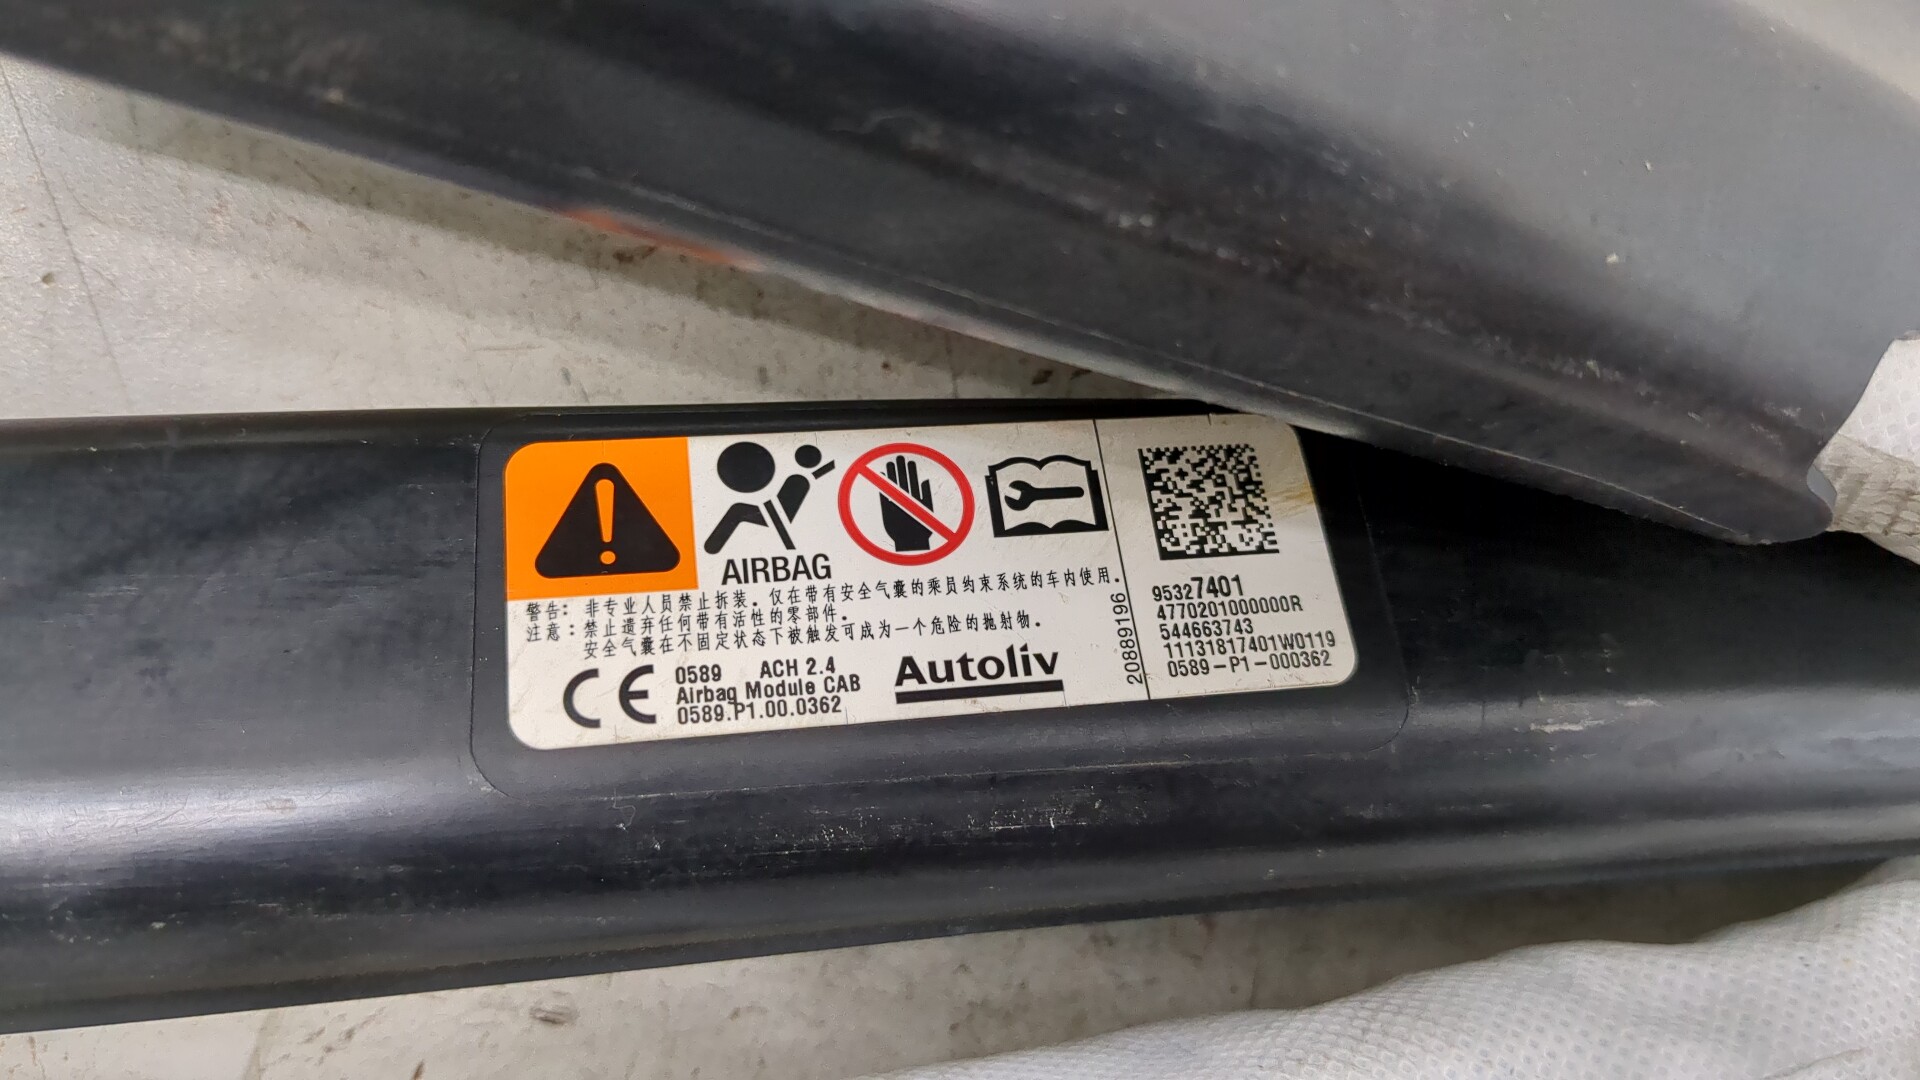 AIRBAG
警告: 非专业人员禁止拆装. 仅在带有安全气囊的乘员约束系统的车内使用.
注意: 禁止遗弃任何带有活性的零部件.
安全气囊在不固定状态下被触发可成为一个危险的抛射物.
CE 0589 ACH 2.4
Airbag Module CAB
0589.P1.00.0362
Autoliv
20889196
95327401
4770201000000R
544663743
11131817401W0119
0589-P1-000362